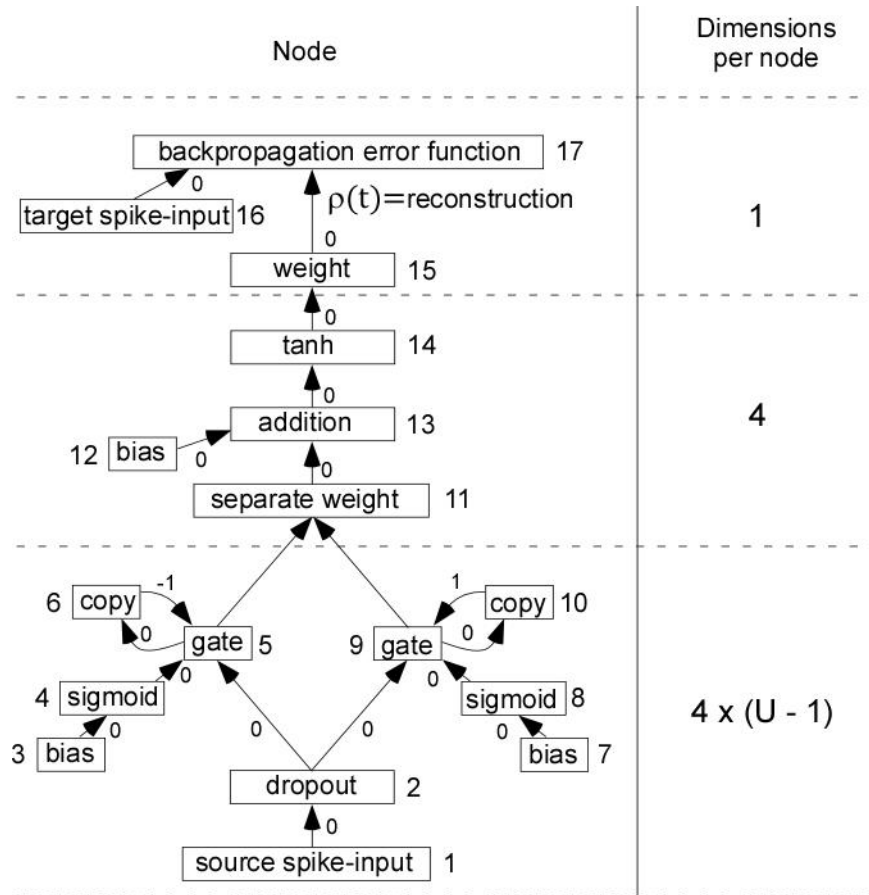 Node
Dimensions
per node
backpropagation error function 17
0
target spike-input 16
ρ(t)=reconstruction
1
0
weight 15
0
tanh 14
0
addition 13
4
12 bias 0
0
separate weight 11
6 copy -1
1 copy 10
0
0
gate 5
9 gate
0
0
4 sigmoid
sigmoid 8
4 x (U - 1)
0
0
0
0
3 bias
bias 7
dropout 2
0
source spike-input 1